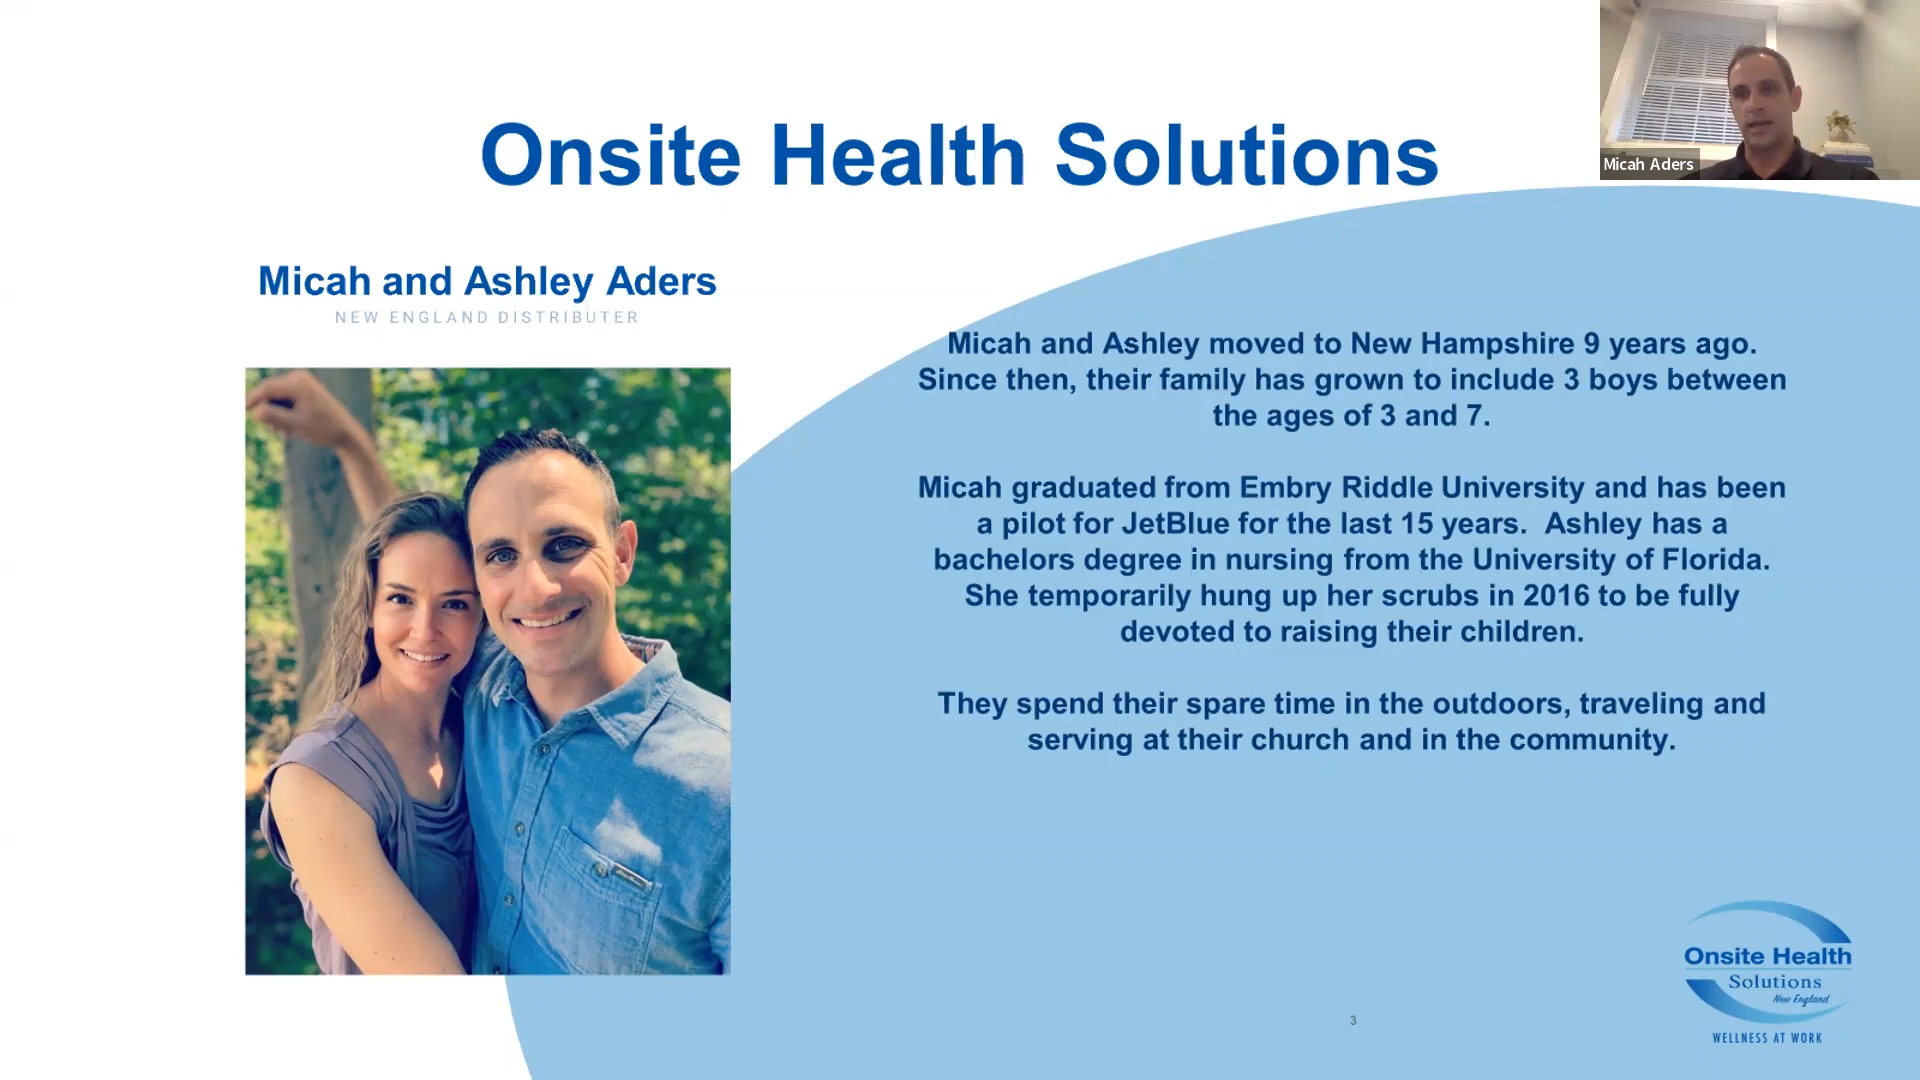 Micah Aders
Onsite Health Solutions
Micah and Ashley Aders
NEW ENGLAND DISTRIBUTER
Micah and Ashley moved to New Hampshire 9 years ago.
Since then, their family has grown to include 3 boys between
the ages of 3 and 7.
Micah graduated from Embry Riddle University and has been
a pilot for JetBlue for the last 15 years.  Ashley has a
bachelors degree in nursing from the University of Florida.
She temporarily hung up her scrubs in 2016 to be fully
devoted to raising their children.
They spend their spare time in the outdoors, traveling and
serving at their church and in the community.
Onsite Health
Solutions
New England
WELLNESS AT WORK
3